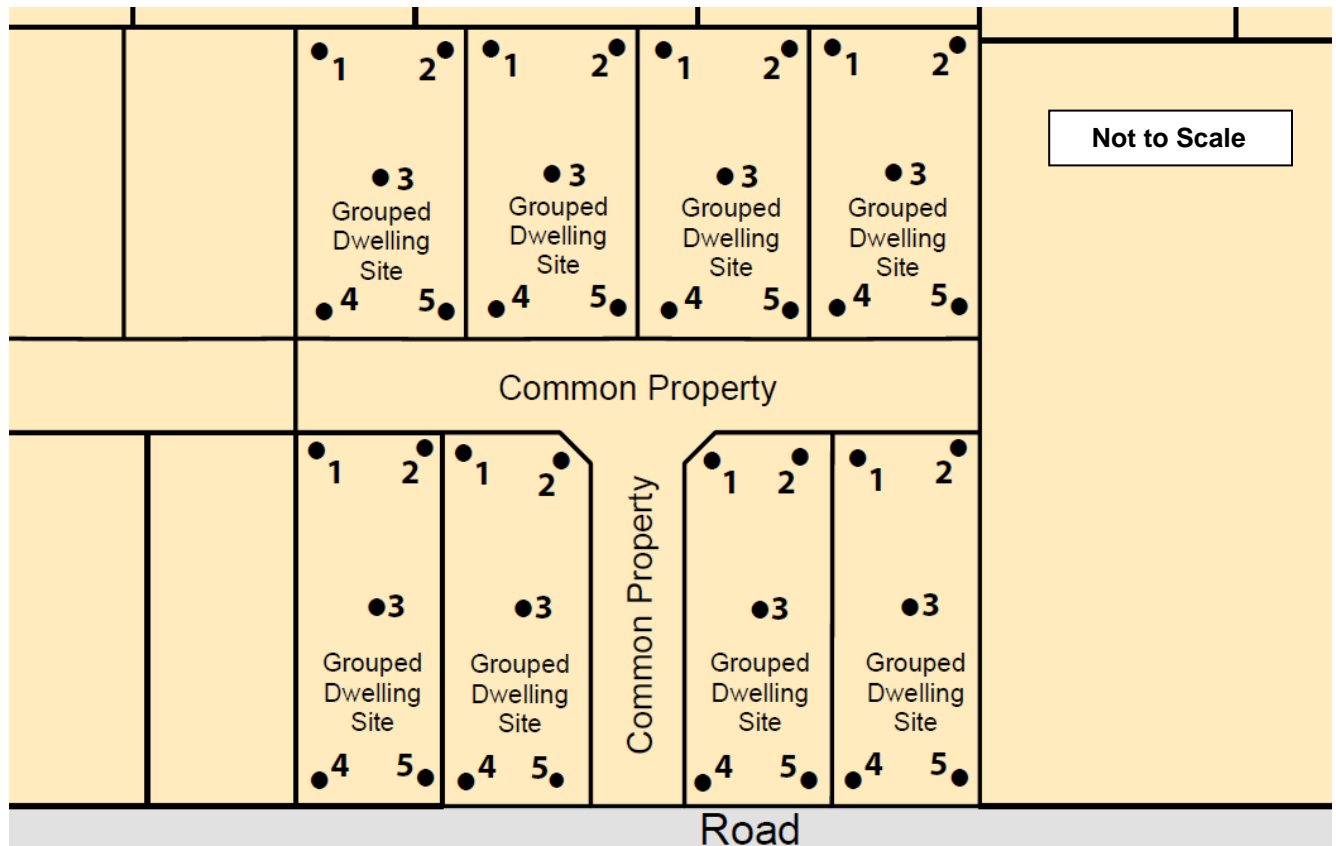 1 2 1 2 1 2 1 2
Not to Scale
3 3 3 3
Grouped Grouped Grouped Grouped
Dwelling Dwelling Dwelling Dwelling
Site Site Site Site
4 5 4 5 4 5 4 5
Common Property
1 2 1 2 1 2 1 2
Common Property
3 3 3 3
Grouped Grouped Grouped Grouped
Dwelling Dwelling Dwelling Dwelling
Site Site Site Site
4 5 4 5 4 5 4 5
Road